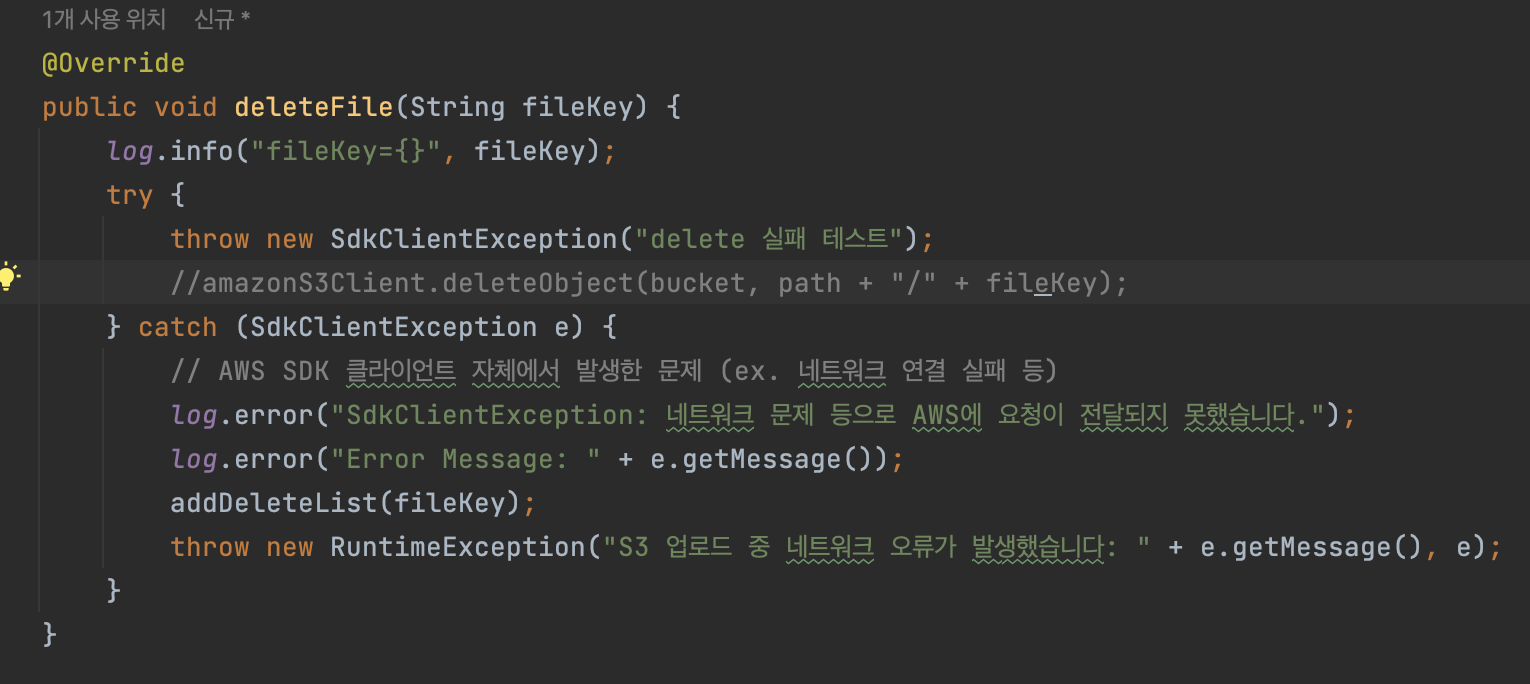 1개 사용 위치 신규 *
@Override
public void deleteFile(String fileKey) {
log.info("fileKey={}", fileKey);
try {
throw new SdkClientException("delete 실패 테스트");
//amazonS3Client.deleteObject(bucket, path + "/" + fileKey);
} catch (SdkClientException e) {
// AWS SDK 클라이언트 자체에서 발생한 문제 (ex. 네트워크 연결 실패 등)
log.error("SdkClientException: 네트워크 문제 등으로 AWS에 요청이 전달되지 못했습니다.");
log.error("Error Message: " + e.getMessage());
addDeleteList(fileKey);
throw new RuntimeException("S3 업로드 중 네트워크 오류가 발생했습니다: " + e.getMessage(), e);
}
}